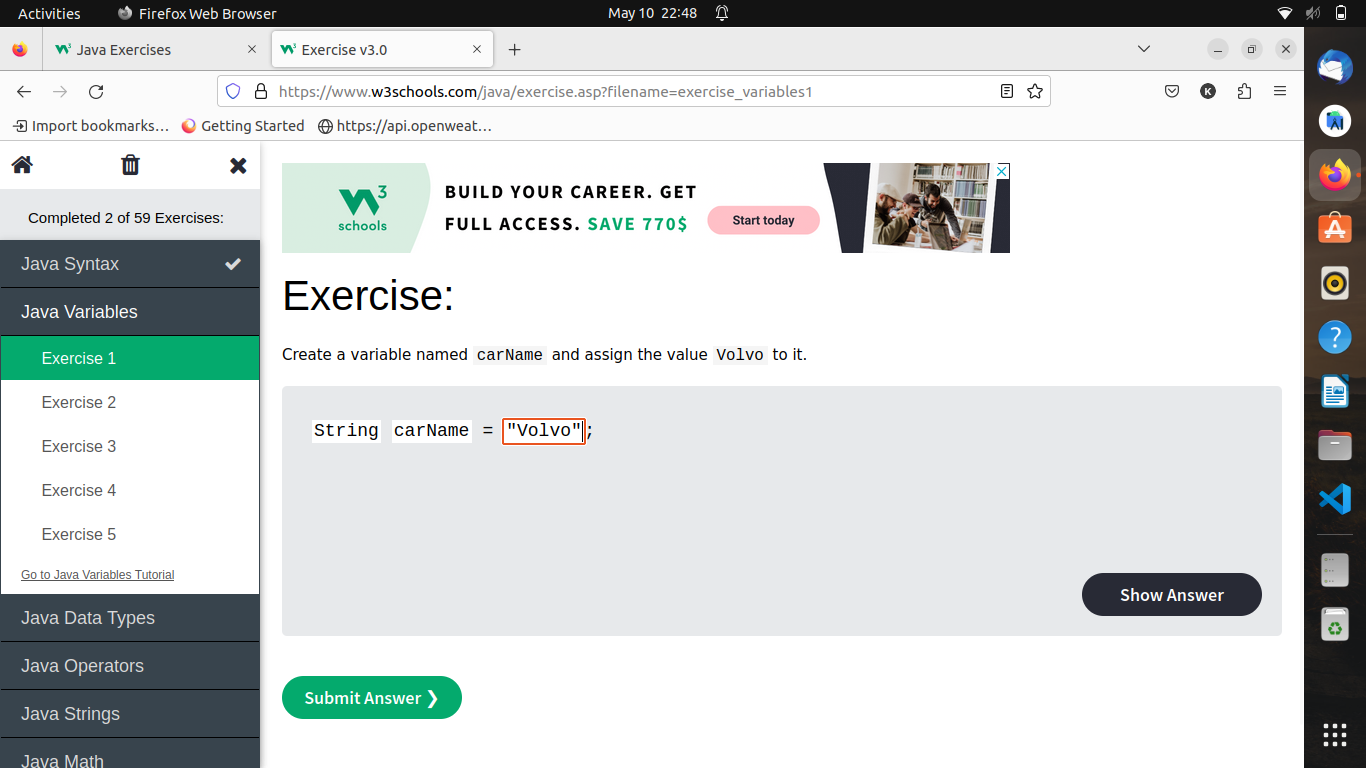 Activities
Firefox Web Browser
May 10 22:48
Java Exercises
Exercise v3.0
https://www.w3schools.com/java/exercise.asp?filename=exercise_variables1
K
Import bookmarks…
Getting Started
https://api.openweat…
Completed 2 of 59 Exercises:
Java Syntax
Java Variables
Exercise 1
Exercise 2
Exercise 3
Exercise 4
Exercise 5
Go to Java Variables Tutorial
Java Data Types
Java Operators
Java Strings
Java Math
W3
schools
BUILD YOUR CAREER. GET
FULL ACCESS. SAVE 770$
Start today
Exercise:
Create a variable named carName and assign the value Volvo to it.
String carName = "Volvo";
Show Answer
Submit Answer ❯